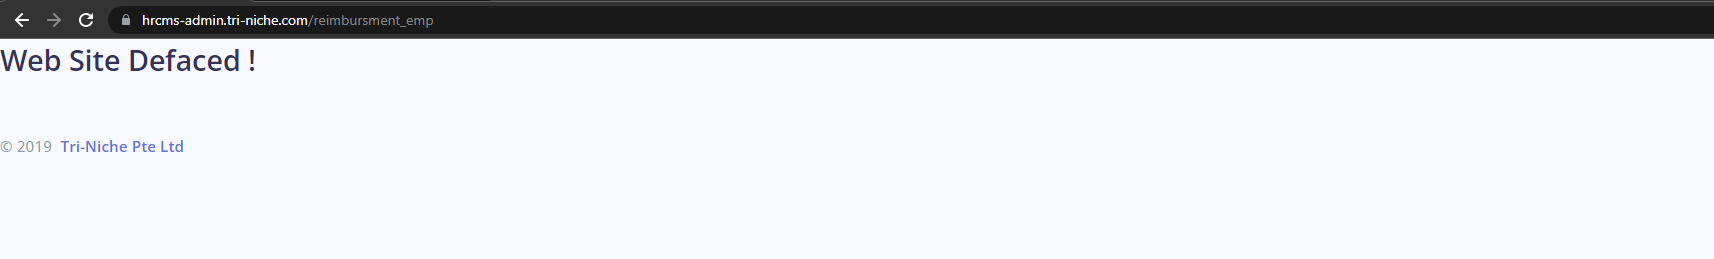 hrcms-admin.tri-niche.com/reimbursment_emp
Web Site Defaced !
© 2019 Tri-Niche Pte Ltd